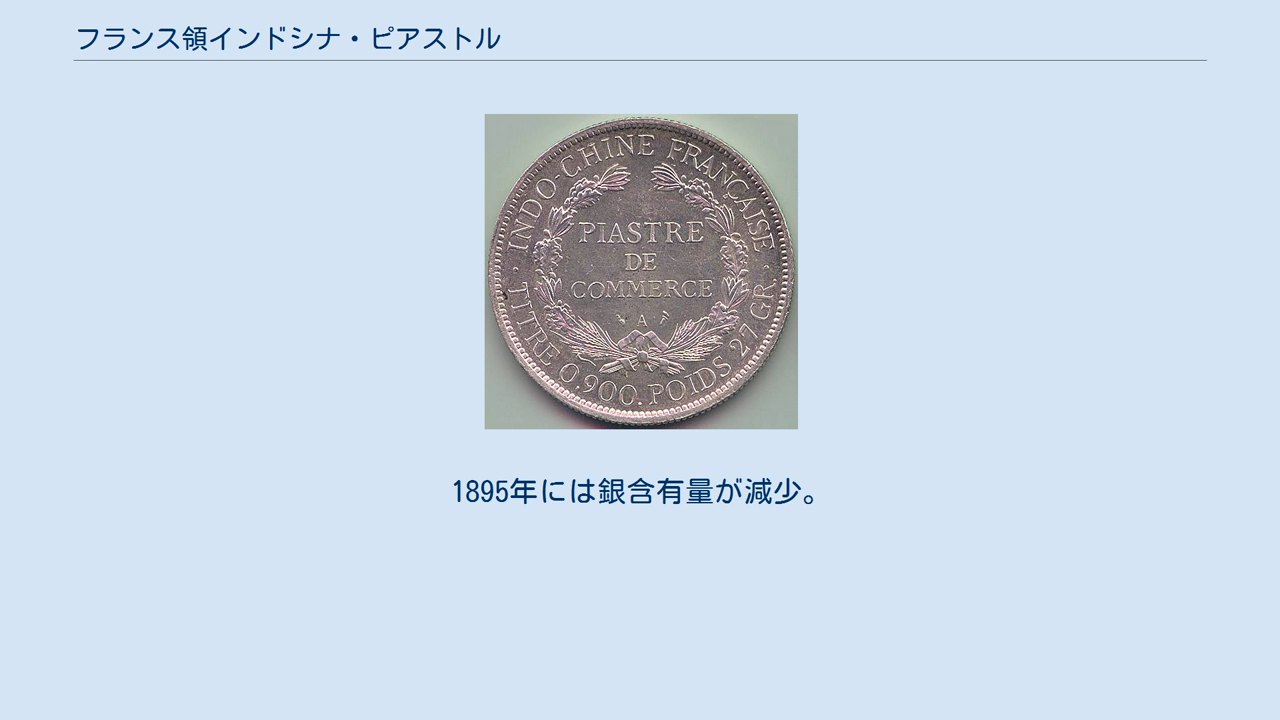 フランス領インドシナ・ピアストル
INDO-CHINE FRANÇAISE
PIASTRE
DE
COMMERCE
A
TITRE 0.900. POIDS 27 GR.
1895年には銀含有量が減少。